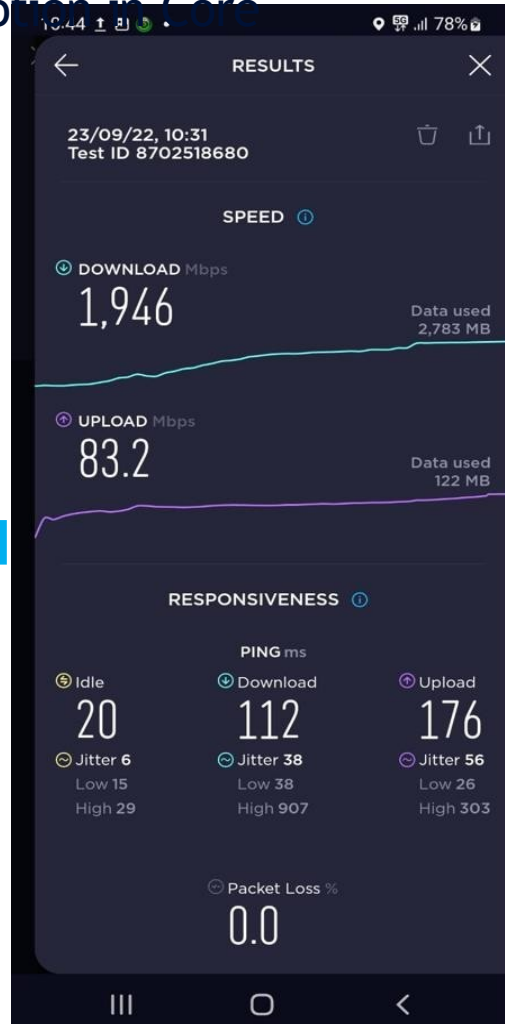 ption in Core
10:44 78%
RESULTS
23/09/22, 10:31
Test ID 8702518680
SPEED
DOWNLOAD Mbps
1,946
Data used
2,783 MB
UPLOAD Mbps
83.2
Data used
122 MB
RESPONSIVENESS
PING ms
Idle Download Upload
20 112 176
Jitter 6 Jitter 38 Jitter 56
Low 15 Low 38 Low 26
High 29 High 907 High 303
Packet Loss %
0.0